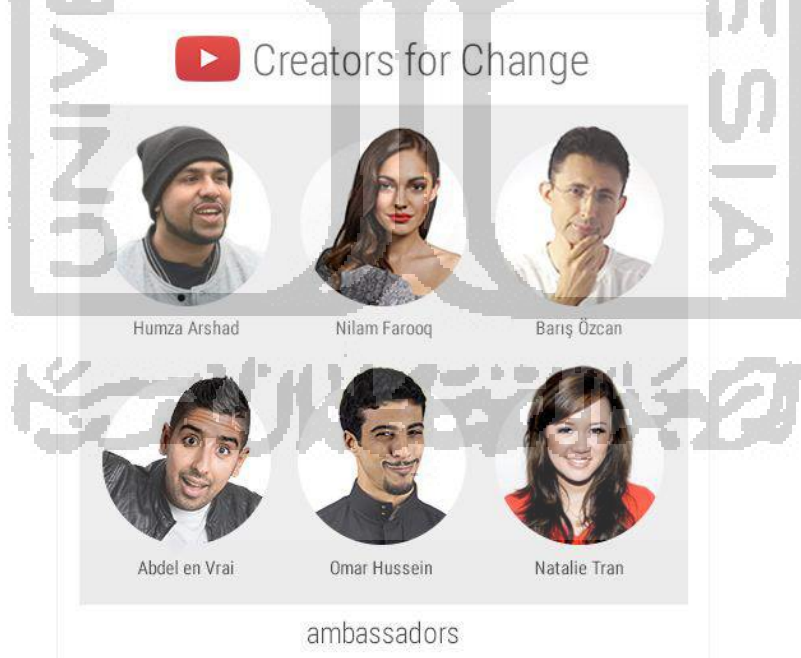 Creators for Change
Humza Arshad
Nilam Farooq
Barış Özcan
Abdel en Vrai
Omar Hussein
Natalie Tran
ambassadors